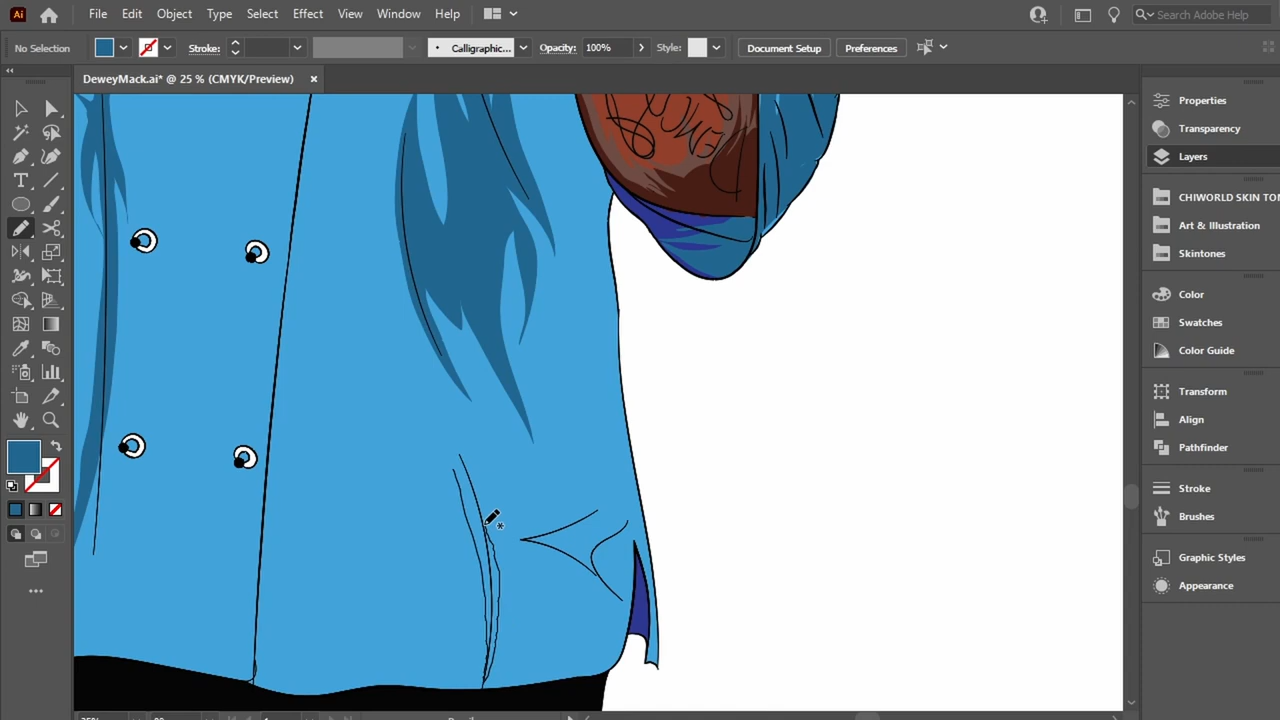 Ai File Edit Object Type Select Effect View Window Help Search Adobe Help
No Selection Stroke: Calligraphic... Opacity: 100% Style: Document Setup Preferences
DeweyMack.ai* @ 25 % (CMYK/Preview)
Properties
Transparency
Layers
CHIWORLD SKIN TON
Art & Illustration
Skintones
Color
Swatches
Color Guide
Transform
Align
Pathfinder
Stroke
Brushes
Graphic Styles
Appearance